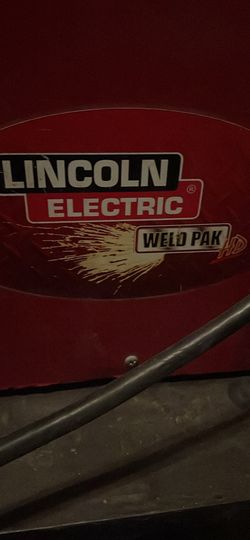 LINCOLN
®
ELECTRIC
WELD PAK
HD